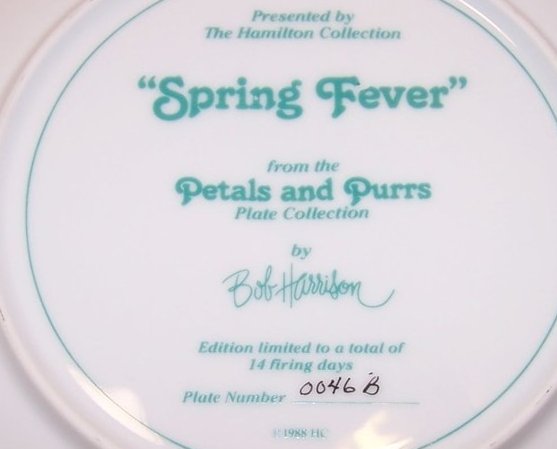 Presented by
The Hamilton Collection
“Spring Fever”
from the
Petals and Purrs
Plate Collection
by
Bob Harrison
Edition limited to a total of
14 firing days
Plate Number 0046 B
© 1988 HC